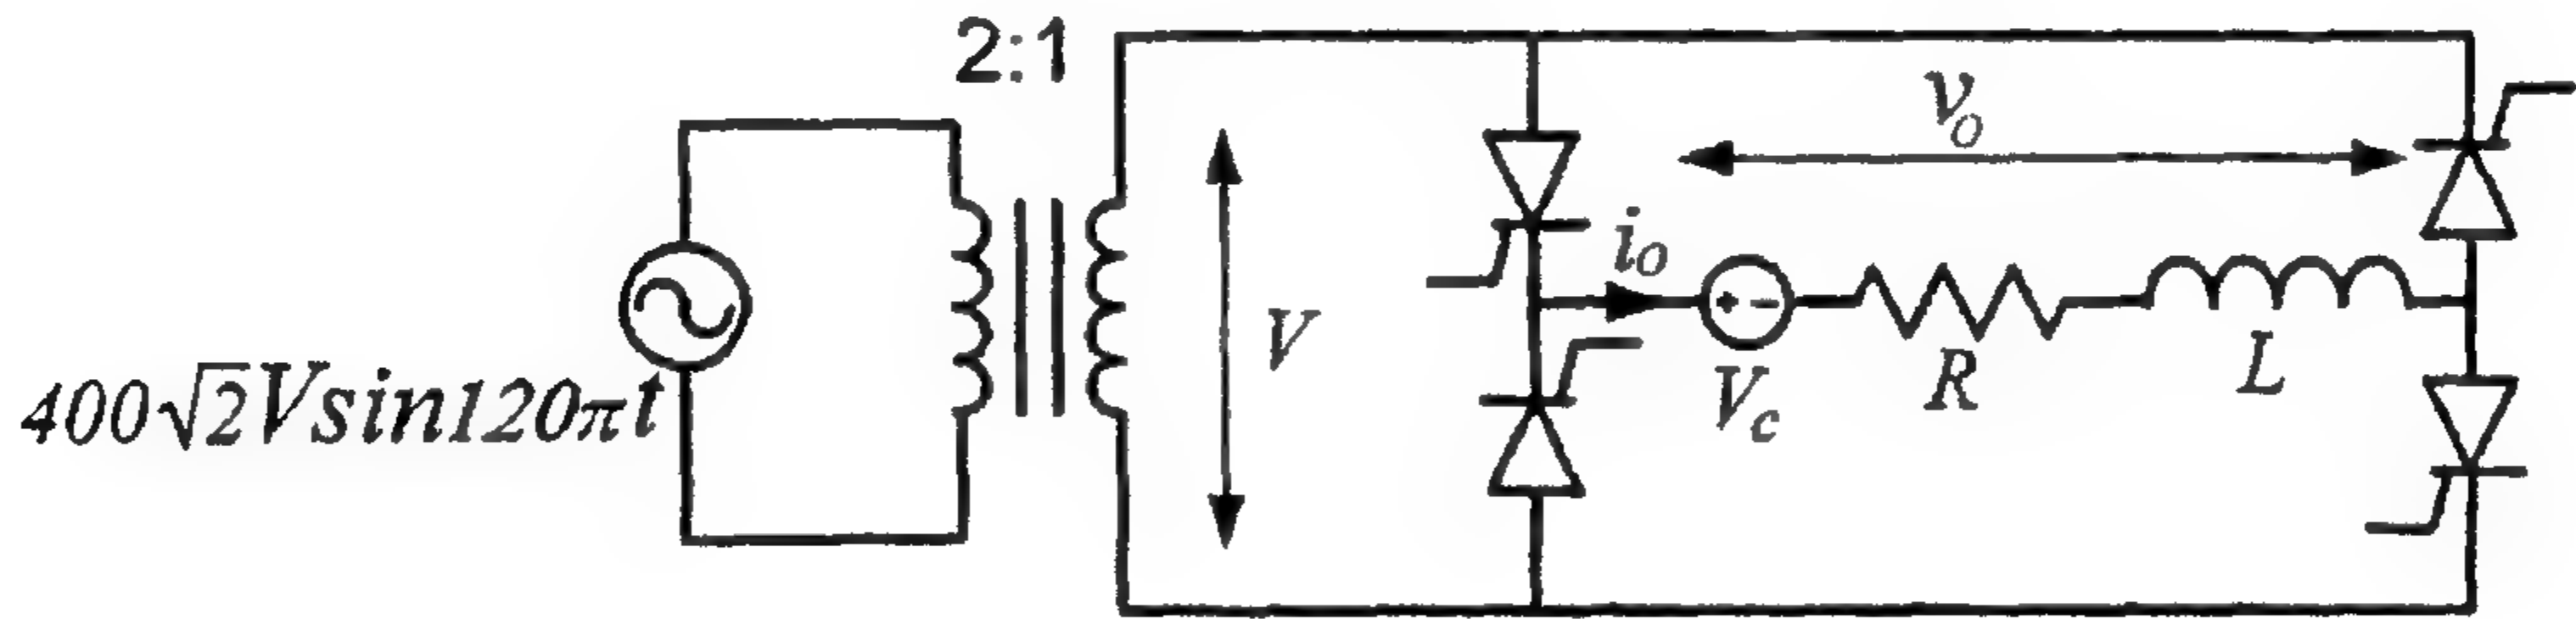 2:1
400√2Vsin120πt
V
v_o
i_o
+ -
V_c
R
L